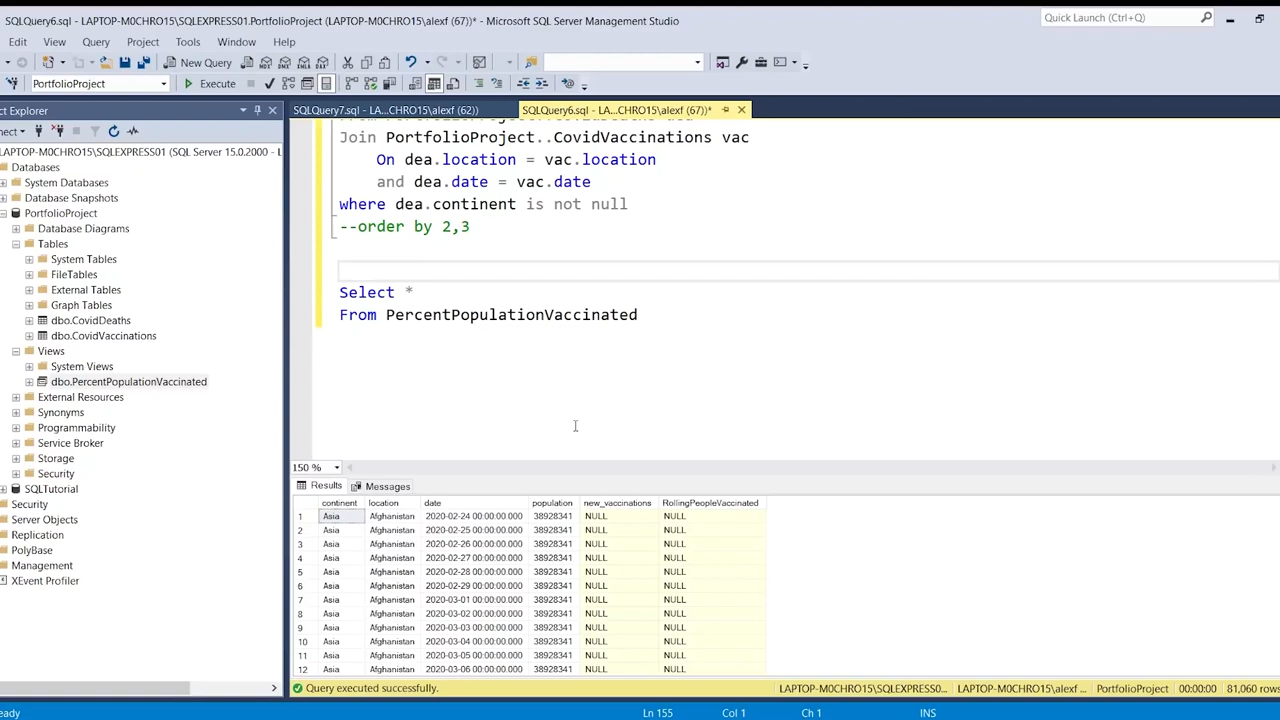 SQLQuery6.sql - LAPTOP-M0CHRO15\SQLEXPRESS01.PortfolioProject (LAPTOP-M0CHRO15\alexf (67))* - Microsoft SQL Server Management Studio
Quick Launch (Ctrl+Q)
Edit View Query Project Tools Window Help
New Query
PortfolioProject Execute
ct Explorer
SQLQuery7.sql - LA...CHRO15\alexf (62)) SQLQuery6.sql - LA...CHRO15\alexf (67))*
nect
LAPTOP-M0CHRO15\SQLEXPRESS01 (SQL Server 15.0.2000 - L
Databases
System Databases
Database Snapshots
PortfolioProject
Database Diagrams
Tables
System Tables
FileTables
External Tables
Graph Tables
dbo.CovidDeaths
dbo.CovidVaccinations
Views
System Views
dbo.PercentPopulationVaccinated
External Resources
Synonyms
Programmability
Service Broker
Storage
Security
SQLTutorial
Security
Server Objects
Replication
PolyBase
Management
XEvent Profiler
Join PortfolioProject..CovidVaccinations vac
On dea.location = vac.location
and dea.date = vac.date
where dea.continent is not null
--order by 2,3
Select *
From PercentPopulationVaccinated
150 %
Results Messages
continent location date population new_vaccinations RollingPeopleVaccinated
1 Asia Afghanistan 2020-02-24 00:00:00.000 38928341 NULL NULL
2 Asia Afghanistan 2020-02-25 00:00:00.000 38928341 NULL NULL
3 Asia Afghanistan 2020-02-26 00:00:00.000 38928341 NULL NULL
4 Asia Afghanistan 2020-02-27 00:00:00.000 38928341 NULL NULL
5 Asia Afghanistan 2020-02-28 00:00:00.000 38928341 NULL NULL
6 Asia Afghanistan 2020-02-29 00:00:00.000 38928341 NULL NULL
7 Asia Afghanistan 2020-03-01 00:00:00.000 38928341 NULL NULL
8 Asia Afghanistan 2020-03-02 00:00:00.000 38928341 NULL NULL
9 Asia Afghanistan 2020-03-03 00:00:00.000 38928341 NULL NULL
10 Asia Afghanistan 2020-03-04 00:00:00.000 38928341 NULL NULL
11 Asia Afghanistan 2020-03-05 00:00:00.000 38928341 NULL NULL
12 Asia Afghanistan 2020-03-06 00:00:00.000 38928341 NULL NULL
Query executed successfully. LAPTOP-M0CHRO15\SQLEXPRESS0... LAPTOP-M0CHRO15\alexf ... PortfolioProject 00:00:00 81,060 rows
eady Ln 155 Col 1 Ch 1 INS